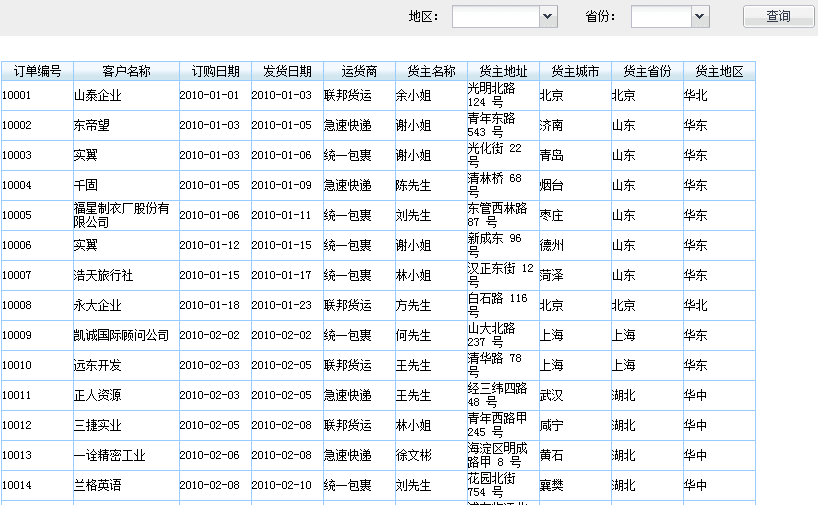 地区： 省份： 查询
订单编号 客户名称 订购日期 发货日期 运货商 货主名称 货主地址 货主城市 货主省份 货主地区
10001 山泰企业 2010-01-01 2010-01-03 联邦货运 余小姐 光明北路 124 号 北京 北京 华北
10002 东帝望 2010-01-03 2010-01-05 急速快递 谢小姐 青年东路 543 号 济南 山东 华东
10003 实翼 2010-01-03 2010-01-06 统一包裹 谢小姐 光化街 22 号 青岛 山东 华东
10004 千固 2010-01-05 2010-01-09 急速快递 陈先生 清林桥 68 号 烟台 山东 华东
10005 福星制衣厂股份有限公司 2010-01-06 2010-01-11 统一包裹 刘先生 东管西林路 87 号 枣庄 山东 华东
10006 实翼 2010-01-12 2010-01-15 统一包裹 谢小姐 新成东 96 号 德州 山东 华东
10007 浩天旅行社 2010-01-15 2010-01-17 统一包裹 林小姐 汉正东街 12 号 菏泽 山东 华东
10008 永大企业 2010-01-18 2010-01-23 联邦货运 方先生 白石路 116 号 北京 北京 华北
10009 凯诚国际顾问公司 2010-02-02 2010-02-02 统一包裹 何先生 山大北路 237 号 上海 上海 华东
10010 远东开发 2010-02-03 2010-02-05 联邦货运 王先生 清华路 78 号 上海 上海 华东
10011 正人资源 2010-02-03 2010-02-05 急速快递 王先生 经三纬四路 48 号 武汉 湖北 华中
10012 三捷实业 2010-02-05 2010-02-08 联邦货运 林小姐 青年西路甲 245 号 咸宁 湖北 华中
10013 一诠精密工业 2010-02-06 2010-02-08 急速快递 徐文彬 海淀区明成路甲 8 号 黄石 湖北 华中
10014 兰格英语 2010-02-08 2010-02-10 统一包裹 刘先生 花园北街 754 号 襄樊 湖北 华中